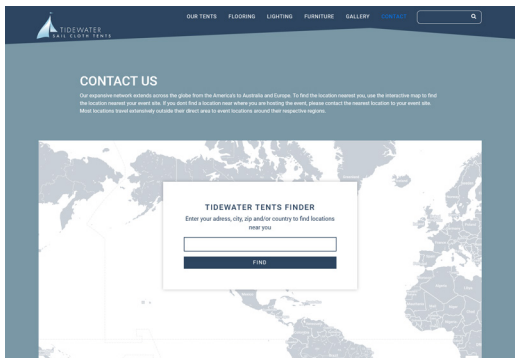 TIDEWATER
SAIL CLOTH TENTS
OUR TENTS FLOORING LIGHTING FURNITURE GALLERY CONTACT
CONTACT US
Our expansive network extends across the globe from the America's to Australia and Europe. To find the location nearest you, use the interactive map to find
the location nearest your event site. If you dont find a location near where you are hosting the event, please contact the nearest location to your event site.
Most locations travel extensively outside their direct area to event locations around their respective regions.
TIDEWATER TENTS FINDER
Enter your adress, city, zip and/or country to find locations
near you
FIND